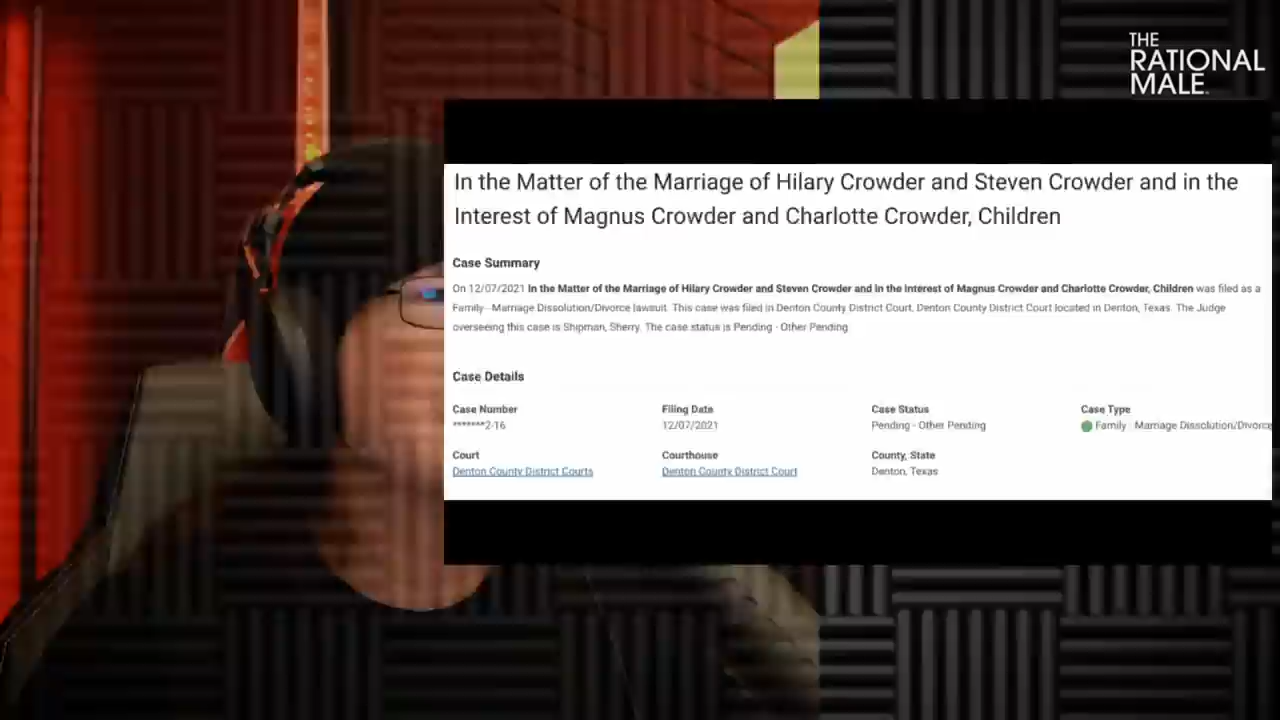 THE
RATIONAL
MALE
In the Matter of the Marriage of Hilary Crowder and Steven Crowder and in the
Interest of Magnus Crowder and Charlotte Crowder, Children
Case Summary
On 12/07/2021 In the Matter of the Marriage of Hilary Crowder and Steven Crowder and in the Interest of Magnus Crowder and Charlotte Crowder, Children was filed as a
Family - Marriage Dissolution/Divorce lawsuit. This case was filed in Denton County District Court, Denton County District Court located in Denton, Texas. The Judge
overseeing this case is Shipman, Sherry. The case status is Pending - Other Pending.
Case Details
Case Number Filing Date Case Status Case Type
*******2-16 12/07/2021 Pending - Other Pending Family - Marriage Dissolution/Divorce
Court Courthouse County, State
Denton County District Courts Denton County District Court Denton, Texas